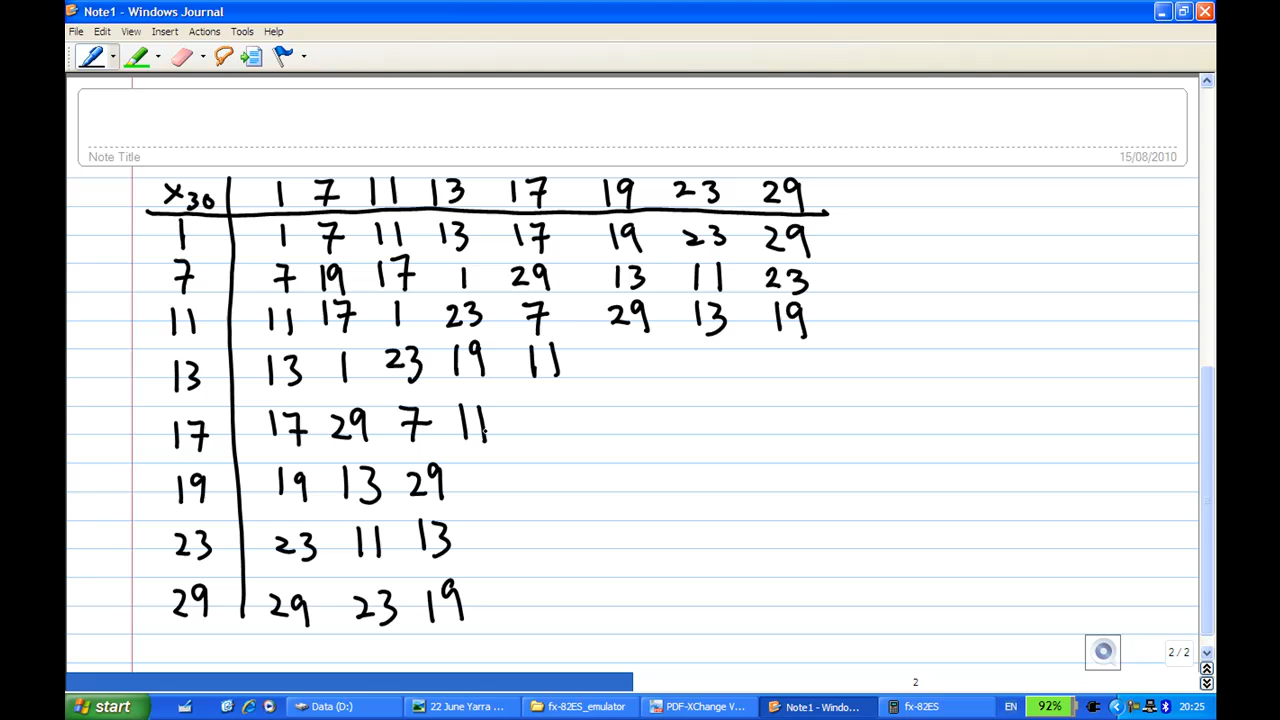 Note1 - Windows Journal
File Edit View Insert Actions Tools Help
Note Title 15/08/2010
×30 1 7 11 13 17 19 23 29
1 1 7 11 13 17 19 23 29
7 7 19 17 1 29 13 11 23
11 11 17 1 23 7 29 13 19
13 13 1 23 19 11
17 17 29 7 11
19 19 13 29
23 23 11 13
29 29 23 19
2 / 2
2
start Data (D:) 22 June Yarra ... fx-82ES_emulator PDF-XChange V... Note1 - Windo... fx-82ES EN 92% 20:25